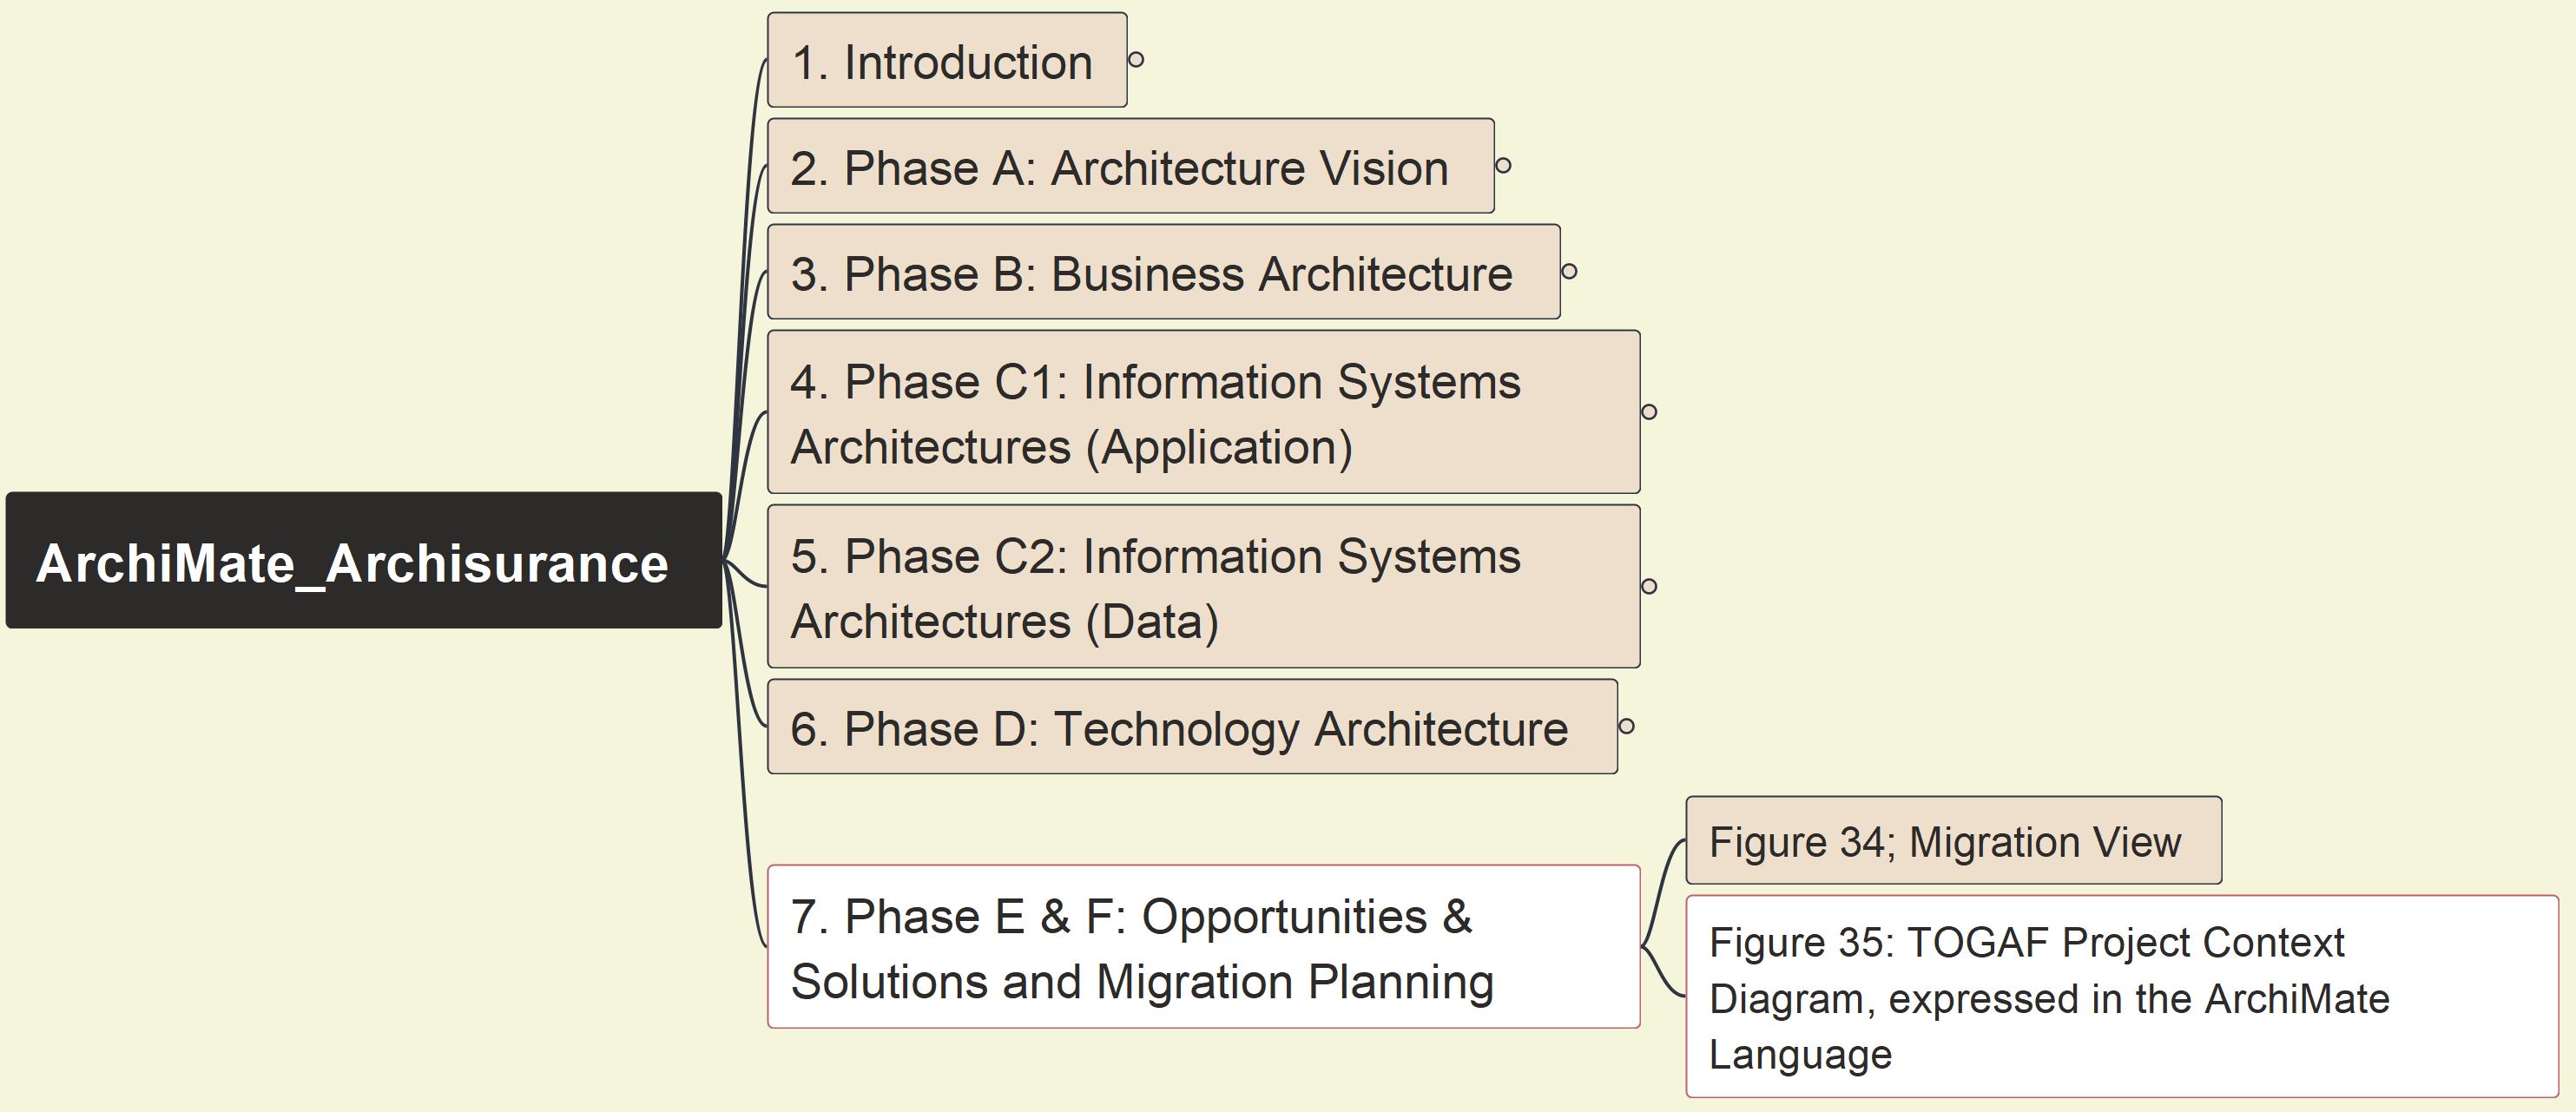 1. Introduction
2. Phase A: Architecture Vision
3. Phase B: Business Architecture
4. Phase C1: Information Systems
Architectures (Application)
ArchiMate_Archisurance
5. Phase C2: Information Systems
Architectures (Data)
6. Phase D: Technology Architecture
7. Phase E & F: Opportunities &
Solutions and Migration Planning
Figure 34; Migration View
Figure 35: TOGAF Project Context
Diagram, expressed in the ArchiMate
Language